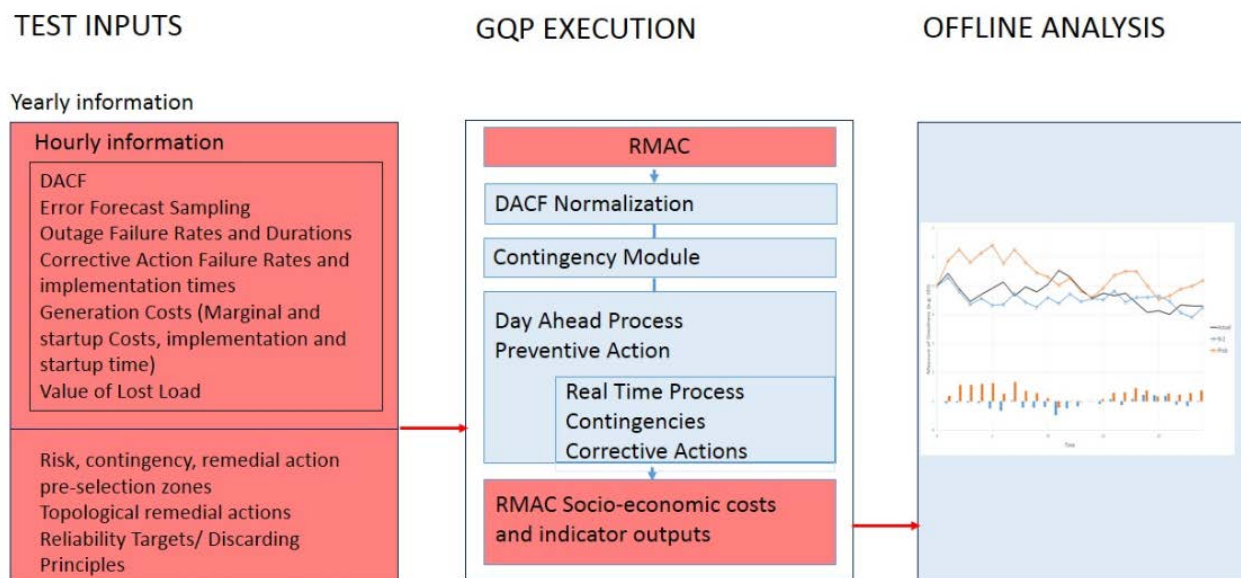 TEST INPUTS
GQP EXECUTION
OFFLINE ANALYSIS
Yearly information
Hourly information
DACF
Error Forecast Sampling
Outage Failure Rates and Durations
Corrective Action Failure Rates and
implementation times
Generation Costs (Marginal and
startup Costs, implementation and
startup time)
Value of Lost Load
Risk, contingency, remedial action
pre-selection zones
Topological remedial actions
Reliability Targets/ Discarding
Principles
RMAC
DACF Normalization
Contingency Module
Day Ahead Process
Preventive Action
Real Time Process
Contingencies
Corrective Actions
RMAC Socio-economic costs
and indicator outputs
Time